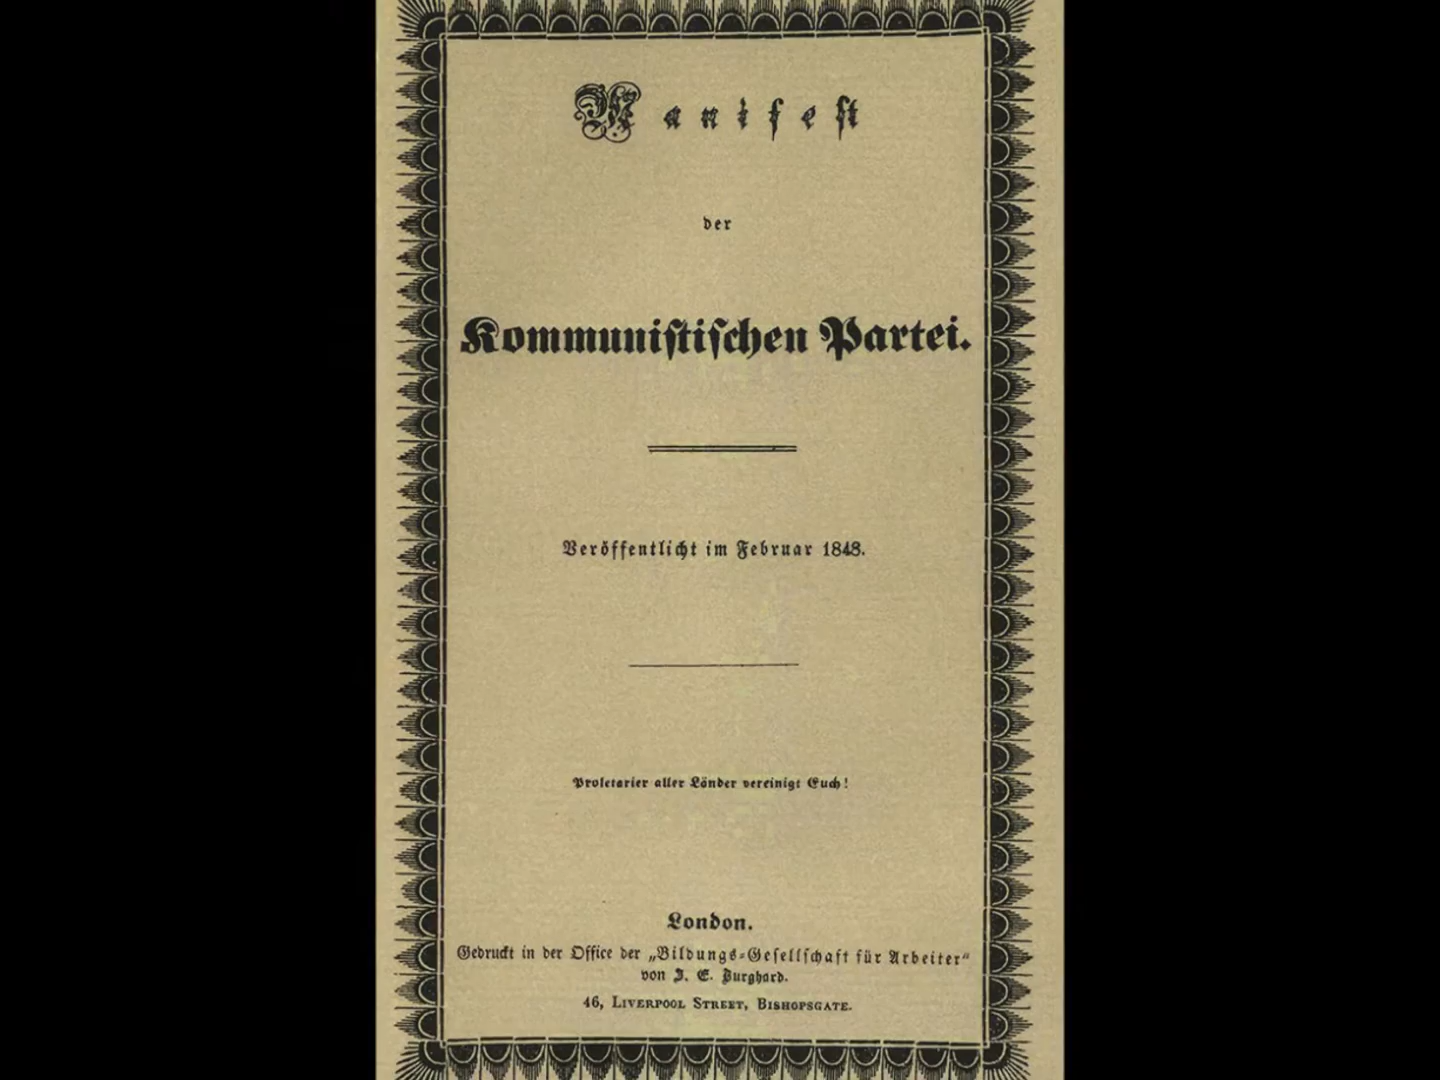 Manifest
der
Kommunistischen Partei.
Veröffentlicht im Februar 1848.
Proletarier aller Länder vereinigt Euch!
London.
Gedruckt in der Office der „Bildungs-Gesellschaft für Arbeiter“
von J. E. Burghard.
46, LIVERPOOL STREET, BISHOPSGATE.